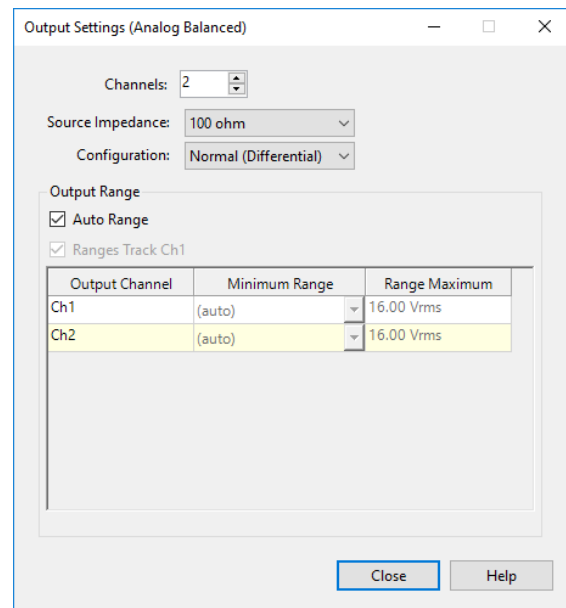 Output Settings (Analog Balanced)
Channels: 2
Source Impedance: 100 ohm
Configuration: Normal (Differential)
Output Range
Auto Range
Ranges Track Ch1
Output Channel Minimum Range Range Maximum
Ch1 (auto) 16.00 Vrms
Ch2 (auto) 16.00 Vrms
Close Help